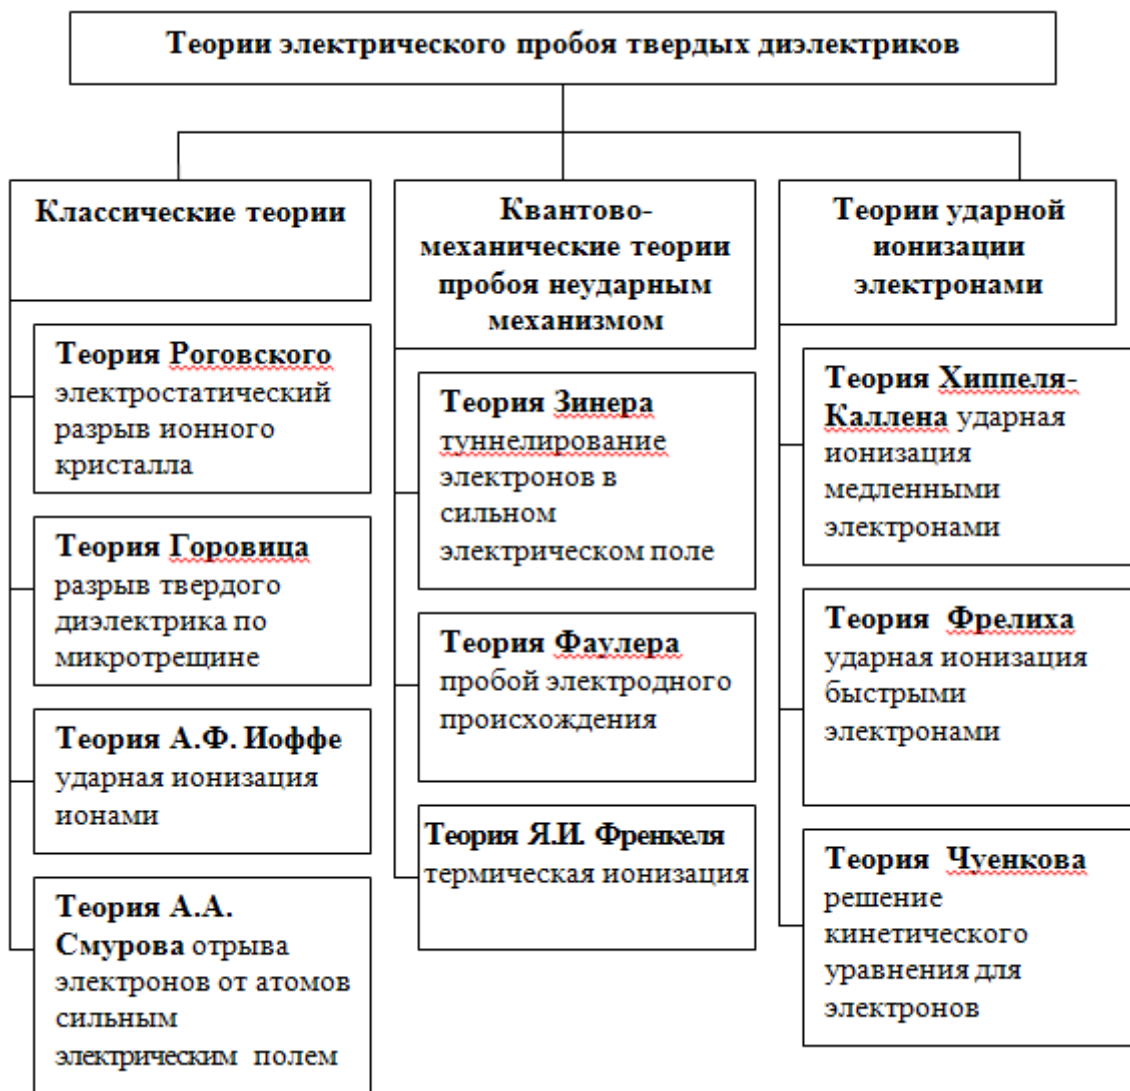 Теории электрического пробоя твердых диэлектриков
Классические теории
Теория Роговского
электростатический
разрыв ионного
кристалла
Теория Горовица
разрыв твердого
диэлектрика по
микротрещине
Теория А.Ф. Иоффе
ударная ионизация
ионами
Теория А.А.
Смурова отрыва
электронов от атомов
сильным
электрическим полем
Квантово-
механические теории
пробоя неударным
механизмом
Теория Зинера
туннелирование
электронов в
сильном
электрическом поле
Теория Фаулера
пробой электродного
происхождения
Теория Я.И. Френкеля
термическая ионизация
Теории ударной
ионизации
электронами
Теория Хиппеля-
Каллена ударная
ионизация
медленными
электронами
Теория Фрелиха
ударная ионизация
быстрыми
электронами
Теория Чуенкова
решение
кинетического
уравнения для
электронов